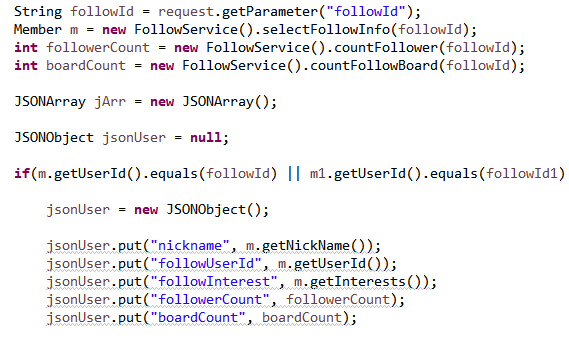 String followId = request.getParameter("followId");
Member m = new FollowService().selectFollowInfo(followId);
int followerCount = new FollowService().countFollower(followId);
int boardCount = new FollowService().countFollowBoard(followId);
JSONArray jArr = new JSONArray();
JSONObject jsonUser = null;
if(m.getUserId().equals(followId) || m1.getUserId().equals(followId1)
jsonUser = new JSONObject();
jsonUser.put("nickname", m.getNickName());
jsonUser.put("followUserId", m.getUserId());
jsonUser.put("followInterest", m.getInterests());
jsonUser.put("followerCount", followerCount);
jsonUser.put("boardCount", boardCount);